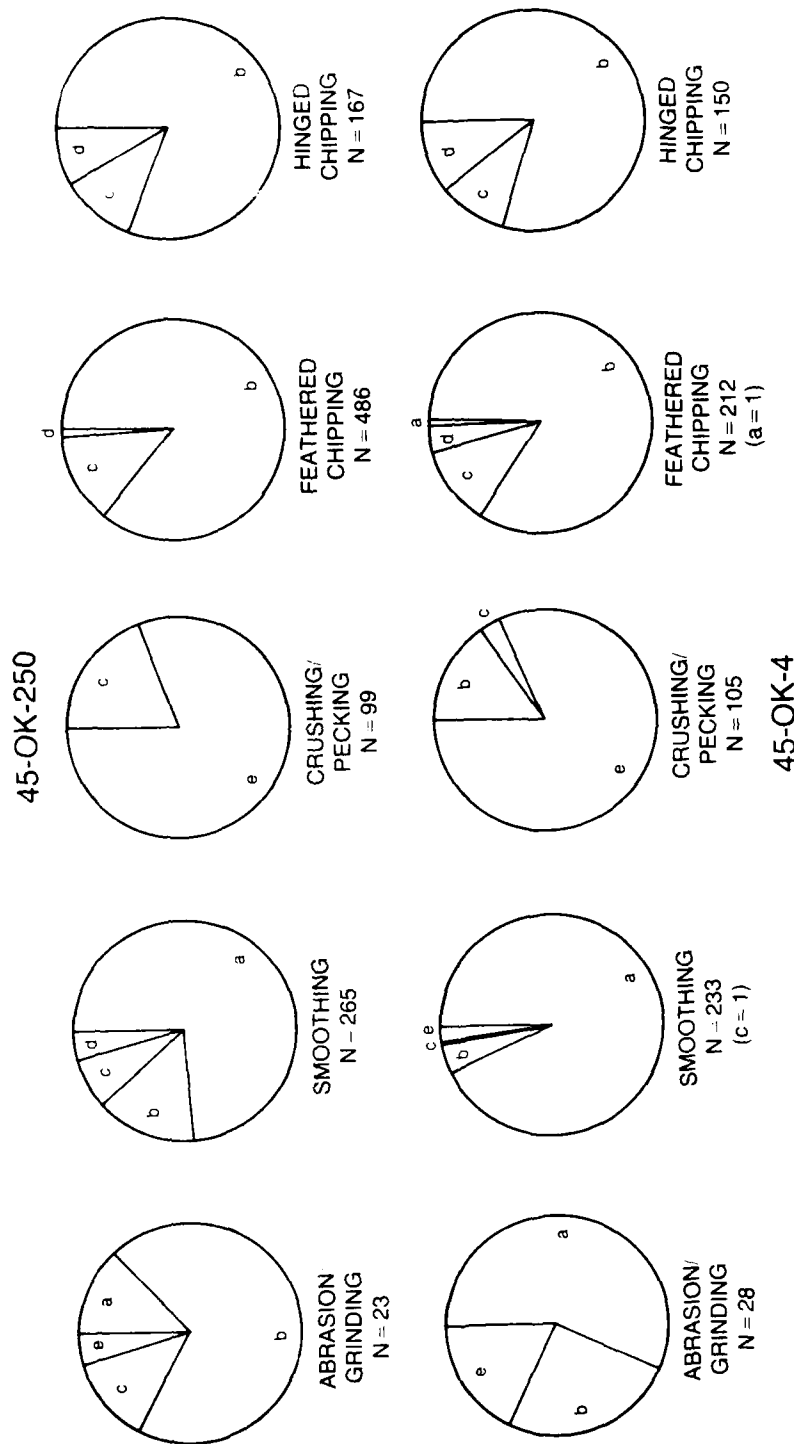 45-OK-250
e
a
c
b
ABRASION
GRINDING
N = 23
d
c
b
a
SMOOTHING
N - 265
c
e
CRUSHING/
PECKING
N = 99
d
c
b
FEATHERED
CHIPPING
N = 486
d
c
b
HINGED
CHIPPING
N = 167
e
a
b
ABRASION/
GRINDING
N = 28
c e
b
a
SMOOTHING
N - 233
(c = 1)
b
c
e
CRUSHING/
PECKING
N = 105
a
d
c
b
FEATHERED
CHIPPING
N = 212
(a = 1)
d
c
b
HINGED
CHIPPING
N = 150
45-OK-4